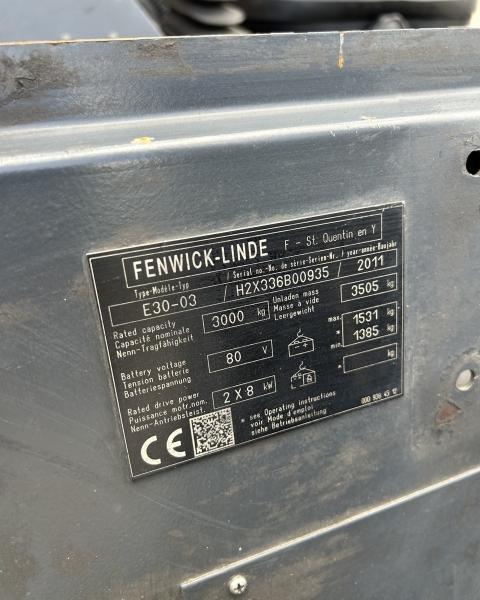 FENWICK-LINDE F - St. Quentin en Y
Type-Modèle-Typ / Serial no.-No. de série-Serien-Nr. / year-année-Baujahr
E30-03 / H2X336B00935 / 2011
Rated capacity
Capacité nominale
Nenn-Tragfähigkeit
3000 kg
Unladen mass
Masse à vide
Leergewicht
3505 kg
Battery voltage
Tension batterie
Batteriespannung
80 V
max. 1531 kg
*
min. 1385 kg
Rated drive power
Puissance motr.nom.
Nenn-Antriebsleist.
2 X 8 kW
* kg
CE
* see Operating instructions
voir Mode d'emploi
siehe Betriebsanleitung